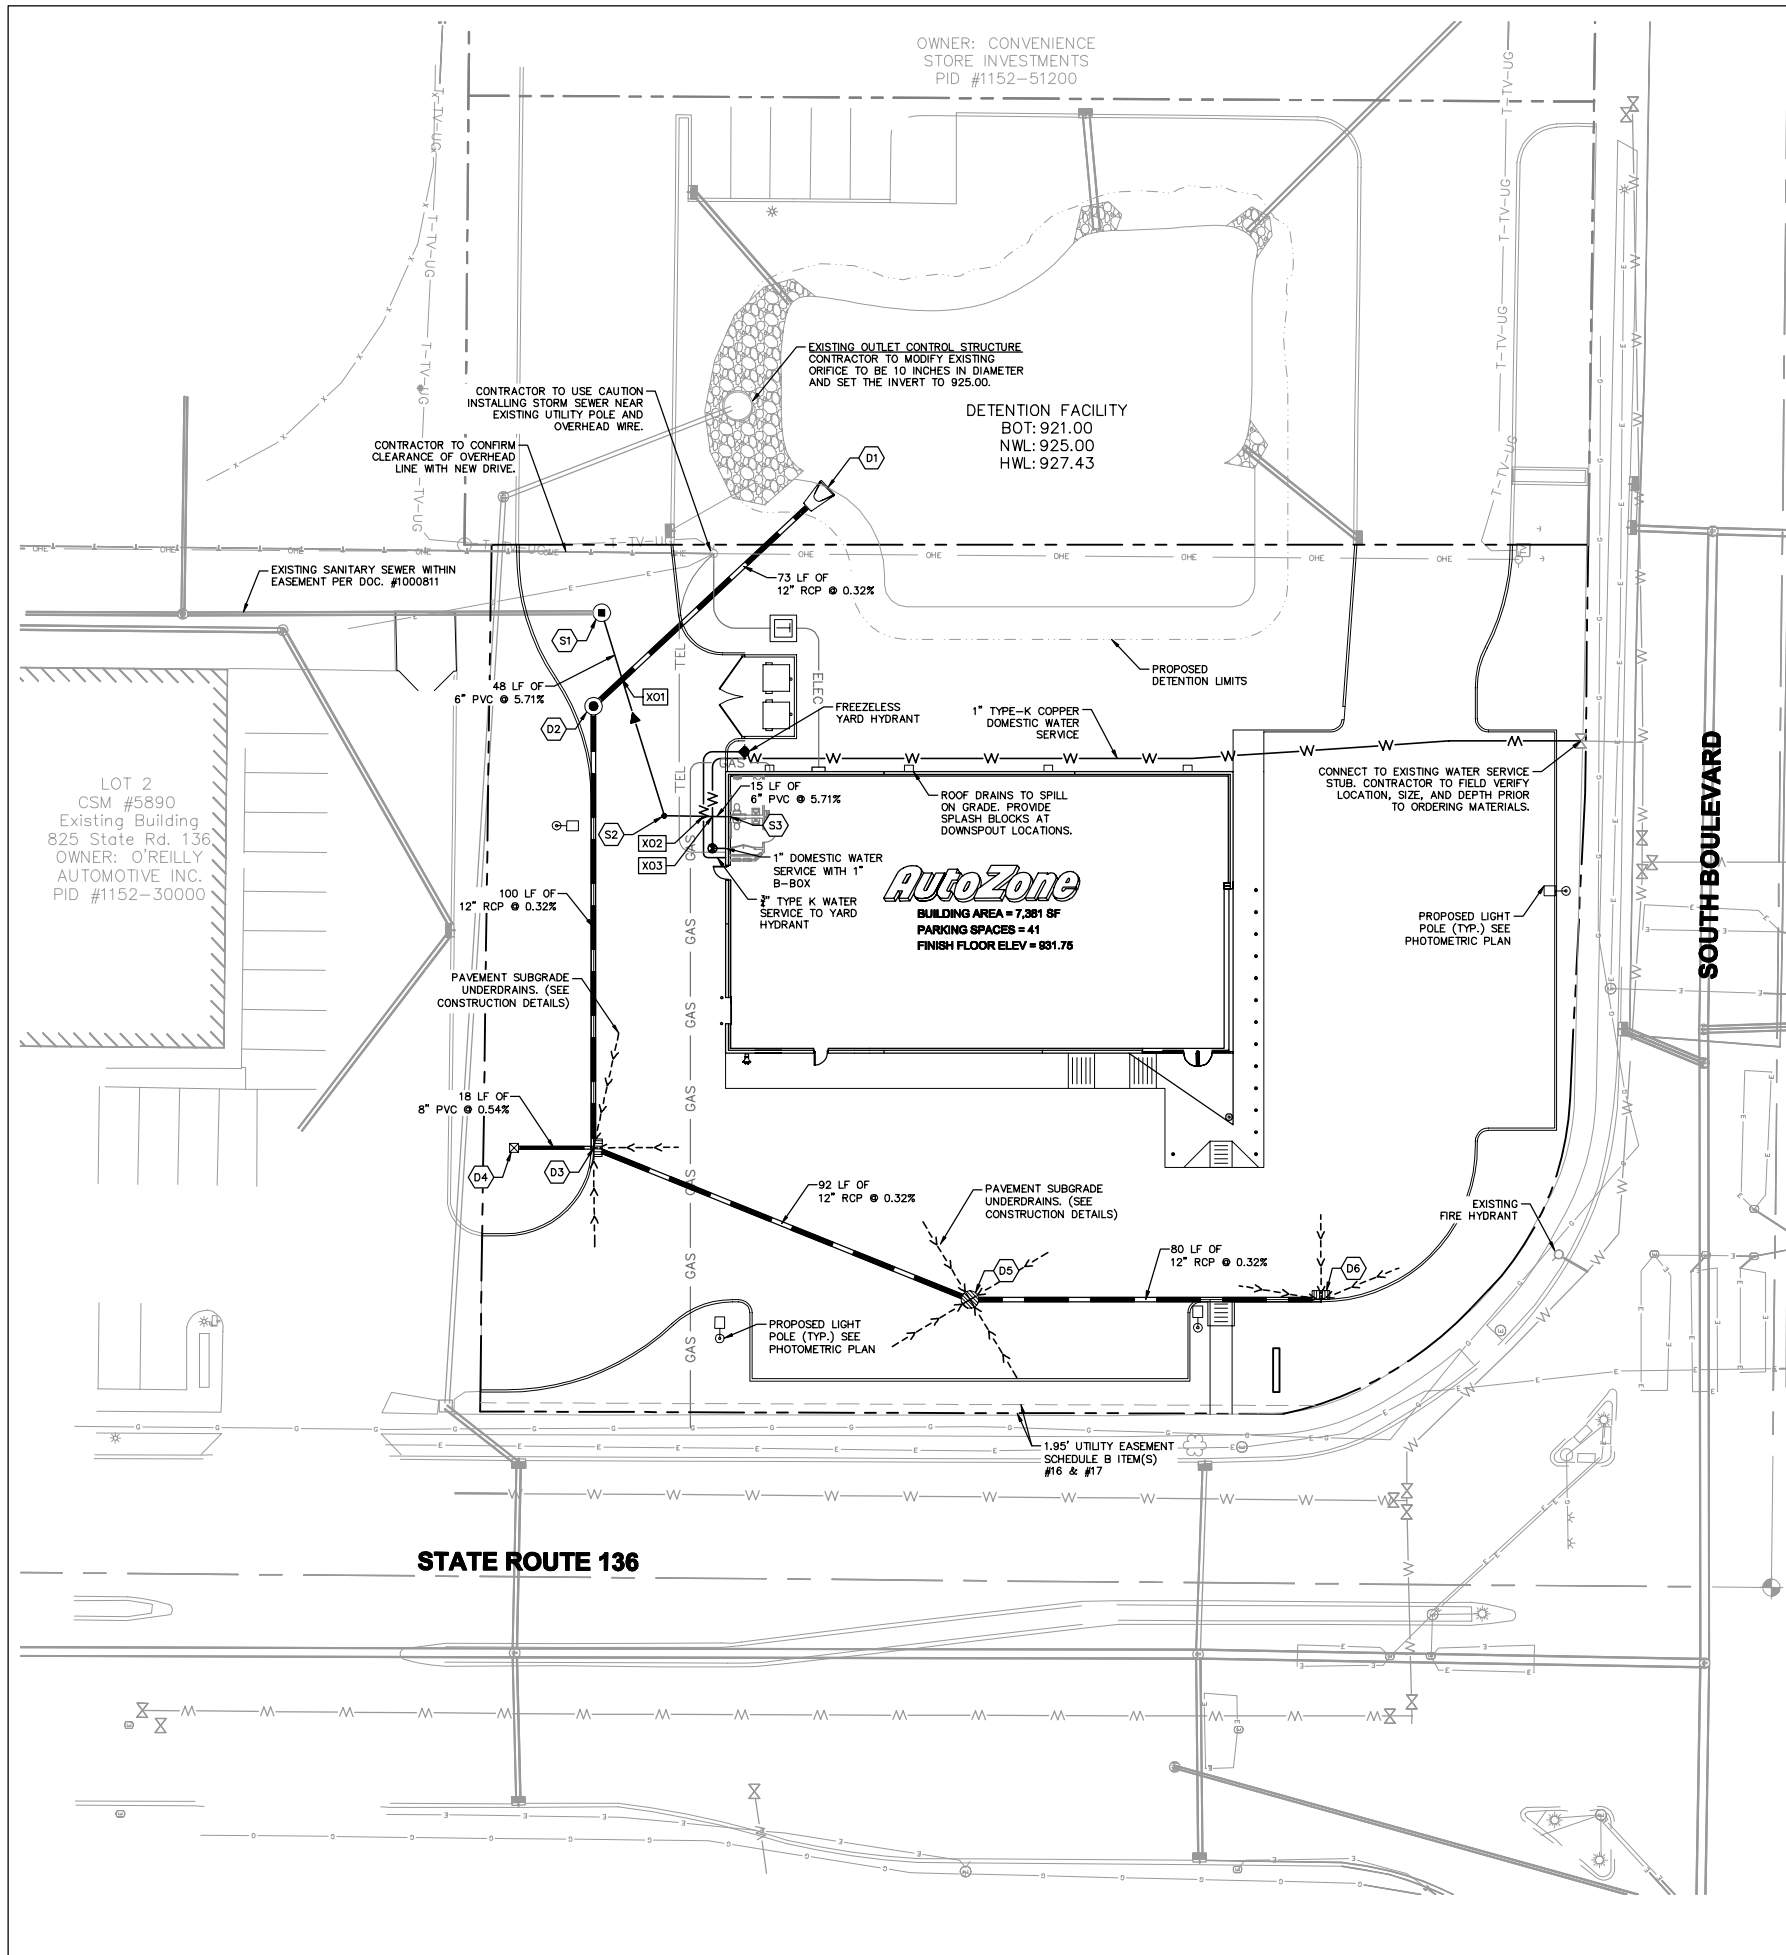 OWNER: CONVENIENCE
STORE INVESTMENTS
PID #1152-51200
EXISTING OUTLET CONTROL STRUCTURE
CONTRACTOR TO MODIFY EXISTING
ORIFICE TO BE 10 INCHES IN DIAMETER
AND SET THE INVERT TO 925.00.
CONTRACTOR TO USE CAUTION
INSTALLING STORM SEWER NEAR
EXISTING UTILITY POLE AND
OVERHEAD WIRE.
DETENTION FACILITY
BOT: 921.00
NWL: 925.00
HWL: 927.43
CONTRACTOR TO CONFIRM
CLEARANCE OF OVERHEAD
LINE WITH NEW DRIVE.
D1
EXISTING SANITARY SEWER WITHIN
EASEMENT PER DOC. #1000811
73 LF OF
12" RCP @ 0.32%
S1
48 LF OF
6" PVC @ 5.71%
X01
D2
TEL
ELEC
PROPOSED
DETENTION LIMITS
FREEZELESS
YARD HYDRANT
1" TYPE-K COPPER
DOMESTIC WATER
SERVICE
CONNECT TO EXISTING WATER SERVICE
STUB. CONTRACTOR TO FIELD VERIFY
LOCATION, SIZE, AND DEPTH PRIOR
TO ORDERING MATERIALS.
SOUTH BOULEVARD
LOT 2
CSM #5890
Existing Building
825 State Rd. 136
OWNER: O'REILLY
AUTOMOTIVE INC.
PID #1152-30000
TEL
GAS
15 LF OF
6" PVC @ 5.71%
ROOF DRAINS TO SPILL
ON GRADE. PROVIDE
SPLASH BLOCKS AT
DOWNSPOUT LOCATIONS.
S2
S3
X02
X03
1" DOMESTIC WATER
SERVICE WITH 1"
B-BOX
¾" TYPE K WATER
SERVICE TO YARD
HYDRANT
AutoZone
BUILDING AREA = 7,381 SF
PARKING SPACES = 41
FINISH FLOOR ELEV = 931.75
100 LF OF
12" RCP @ 0.32%
PROPOSED LIGHT
POLE (TYP.) SEE
PHOTOMETRIC PLAN
PAVEMENT SUBGRADE
UNDERDRAINS. (SEE
CONSTRUCTION DETAILS)
18 LF OF
8" PVC @ 0.54%
D4
D3
92 LF OF
12" RCP @ 0.32%
PAVEMENT SUBGRADE
UNDERDRAINS. (SEE
CONSTRUCTION DETAILS)
EXISTING
FIRE HYDRANT
80 LF OF
12" RCP @ 0.32%
D5
D6
PROPOSED LIGHT
POLE (TYP.) SEE
PHOTOMETRIC PLAN
1.95' UTILITY EASEMENT
SCHEDULE B ITEM(S)
#16 & #17
STATE ROUTE 136